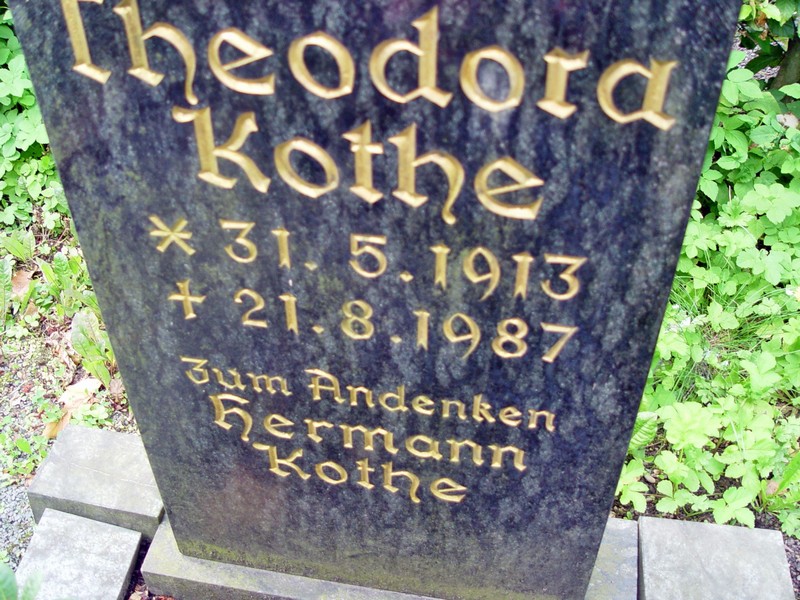 Theodora
Kothe
* 31. 5. 1913
+ 21. 8. 1987
Zum Andenken
Hermann
Kothe